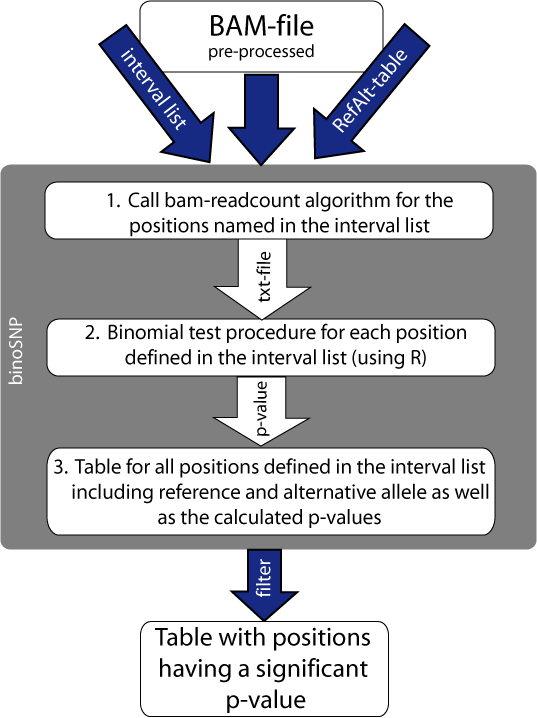 BAM-file
pre-processed
interval list
RefAlt-table
binoSNP
1. Call bam-readcount algorithm for the
positions named in the interval list
txt-file
2. Binomial test procedure for each position
defined in the interval list (using R)
p-value
3. Table for all positions defined in the interval list
including reference and alternative allele as well
as the calculated p-values
filter
Table with positions
having a significant
p-value